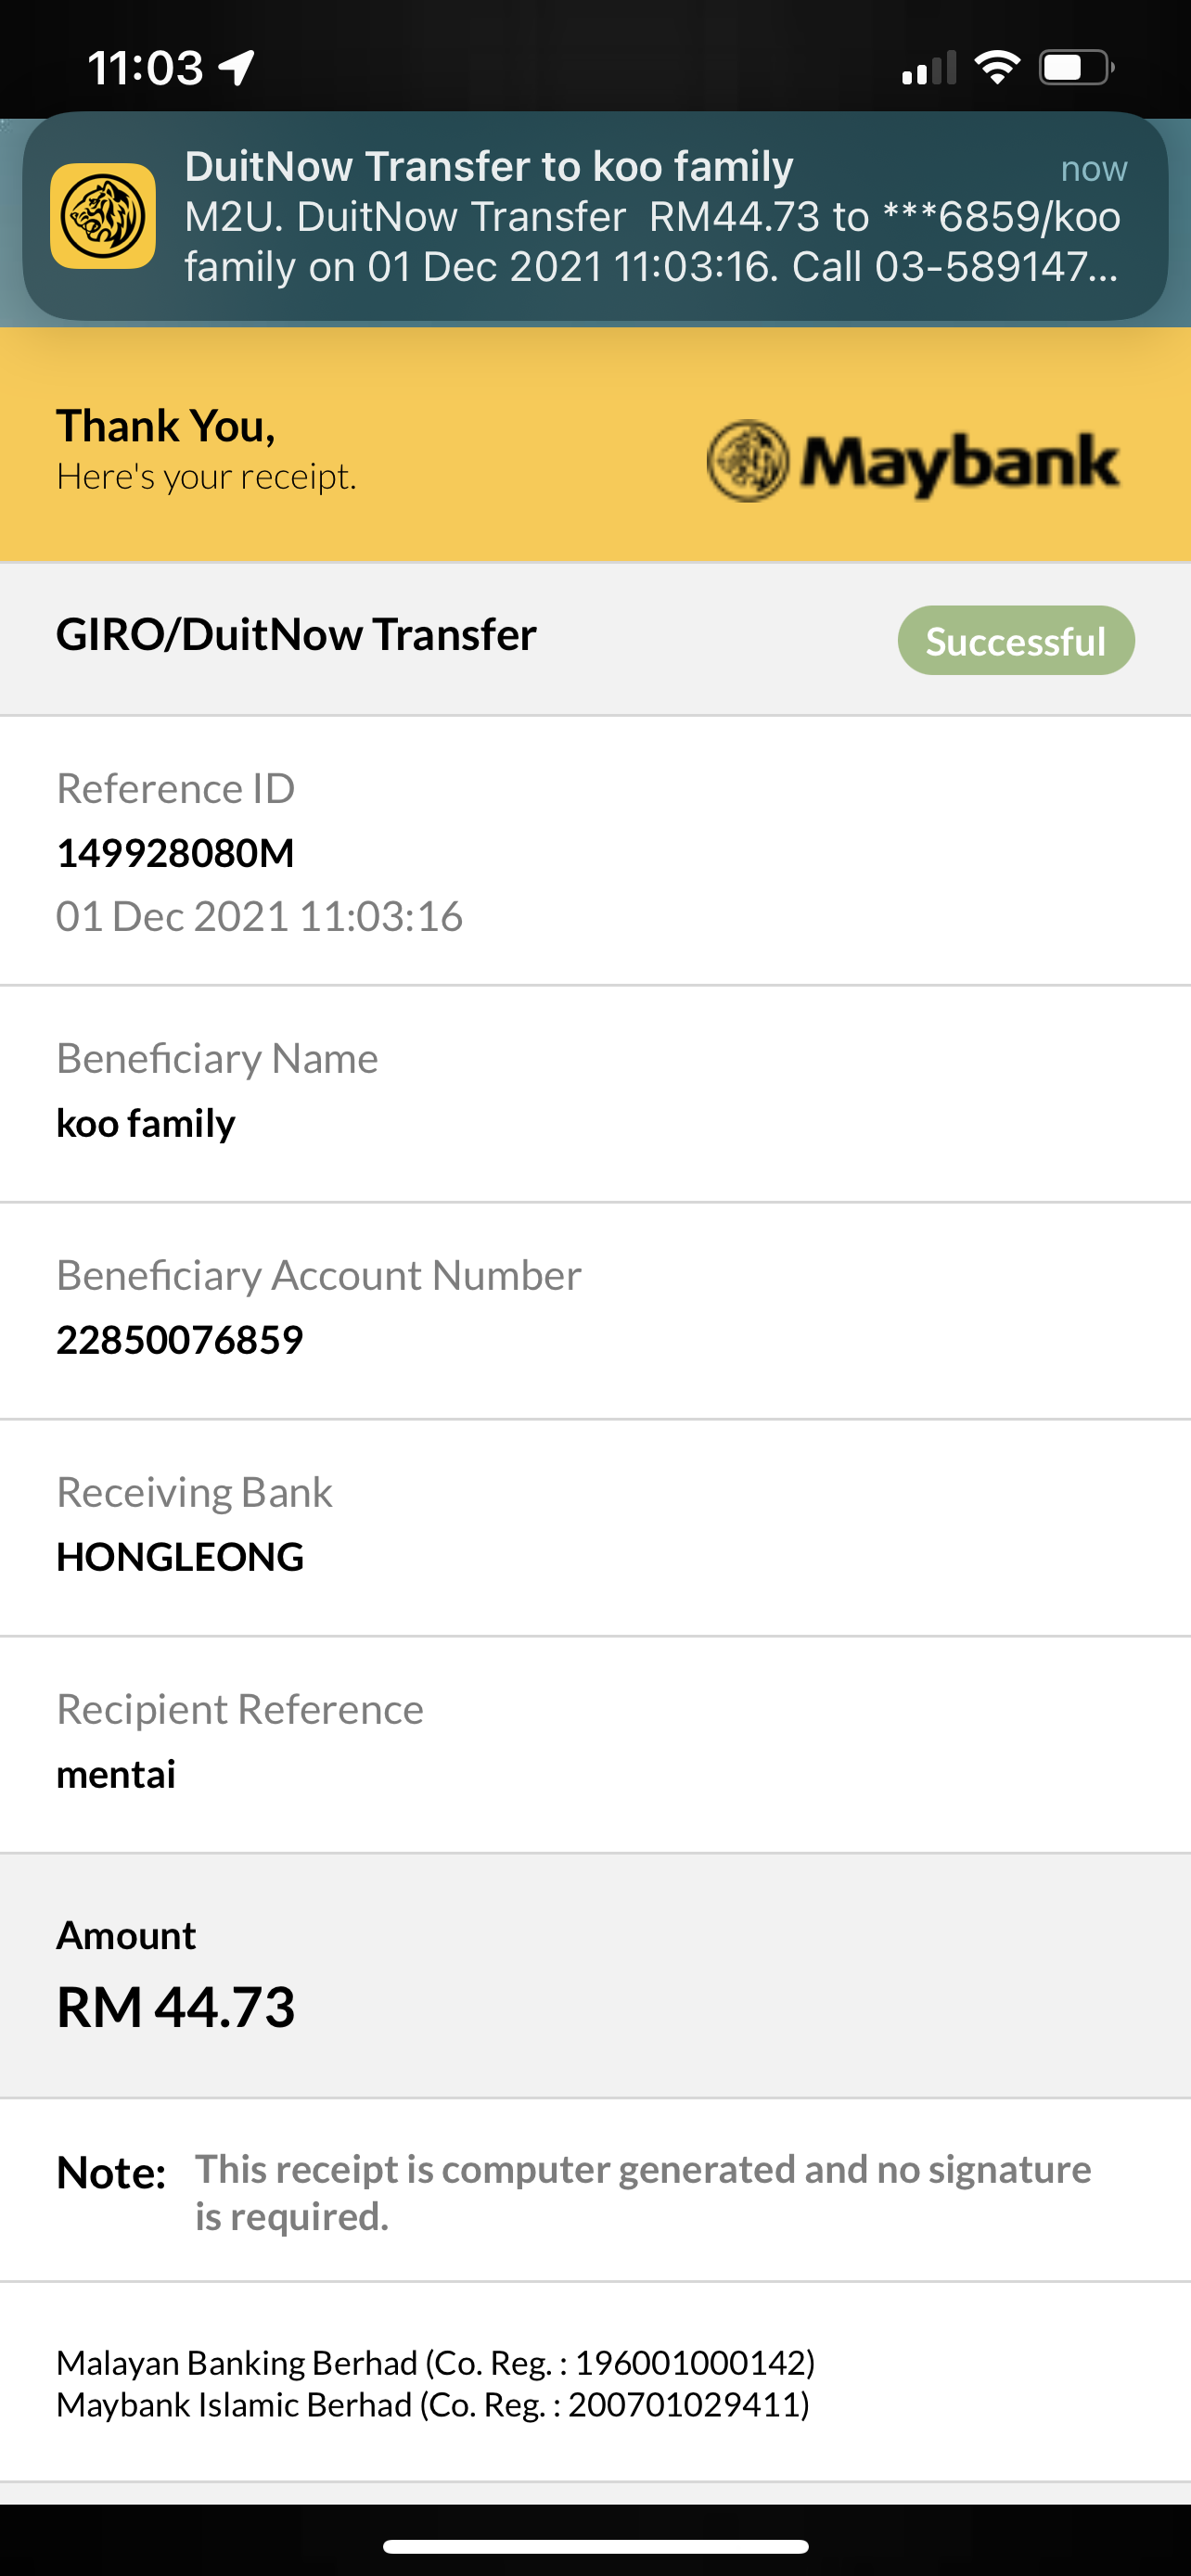 11:03
DuitNow Transfer to koo family
now
M2U. DuitNow Transfer  RM44.73 to ***6859/koo
family on 01 Dec 2021 11:03:16. Call 03-589147...
Thank You,
Here's your receipt.
Maybank
GIRO/DuitNow Transfer
Successful
Reference ID
149928080M
01 Dec 2021 11:03:16
Beneficiary Name
koo family
Beneficiary Account Number
22850076859
Receiving Bank
HONGLEONG
Recipient Reference
mentai
Amount
RM 44.73
Note: This receipt is computer generated and no signature
is required.
Malayan Banking Berhad (Co. Reg. : 196001000142)
Maybank Islamic Berhad (Co. Reg. : 200701029411)